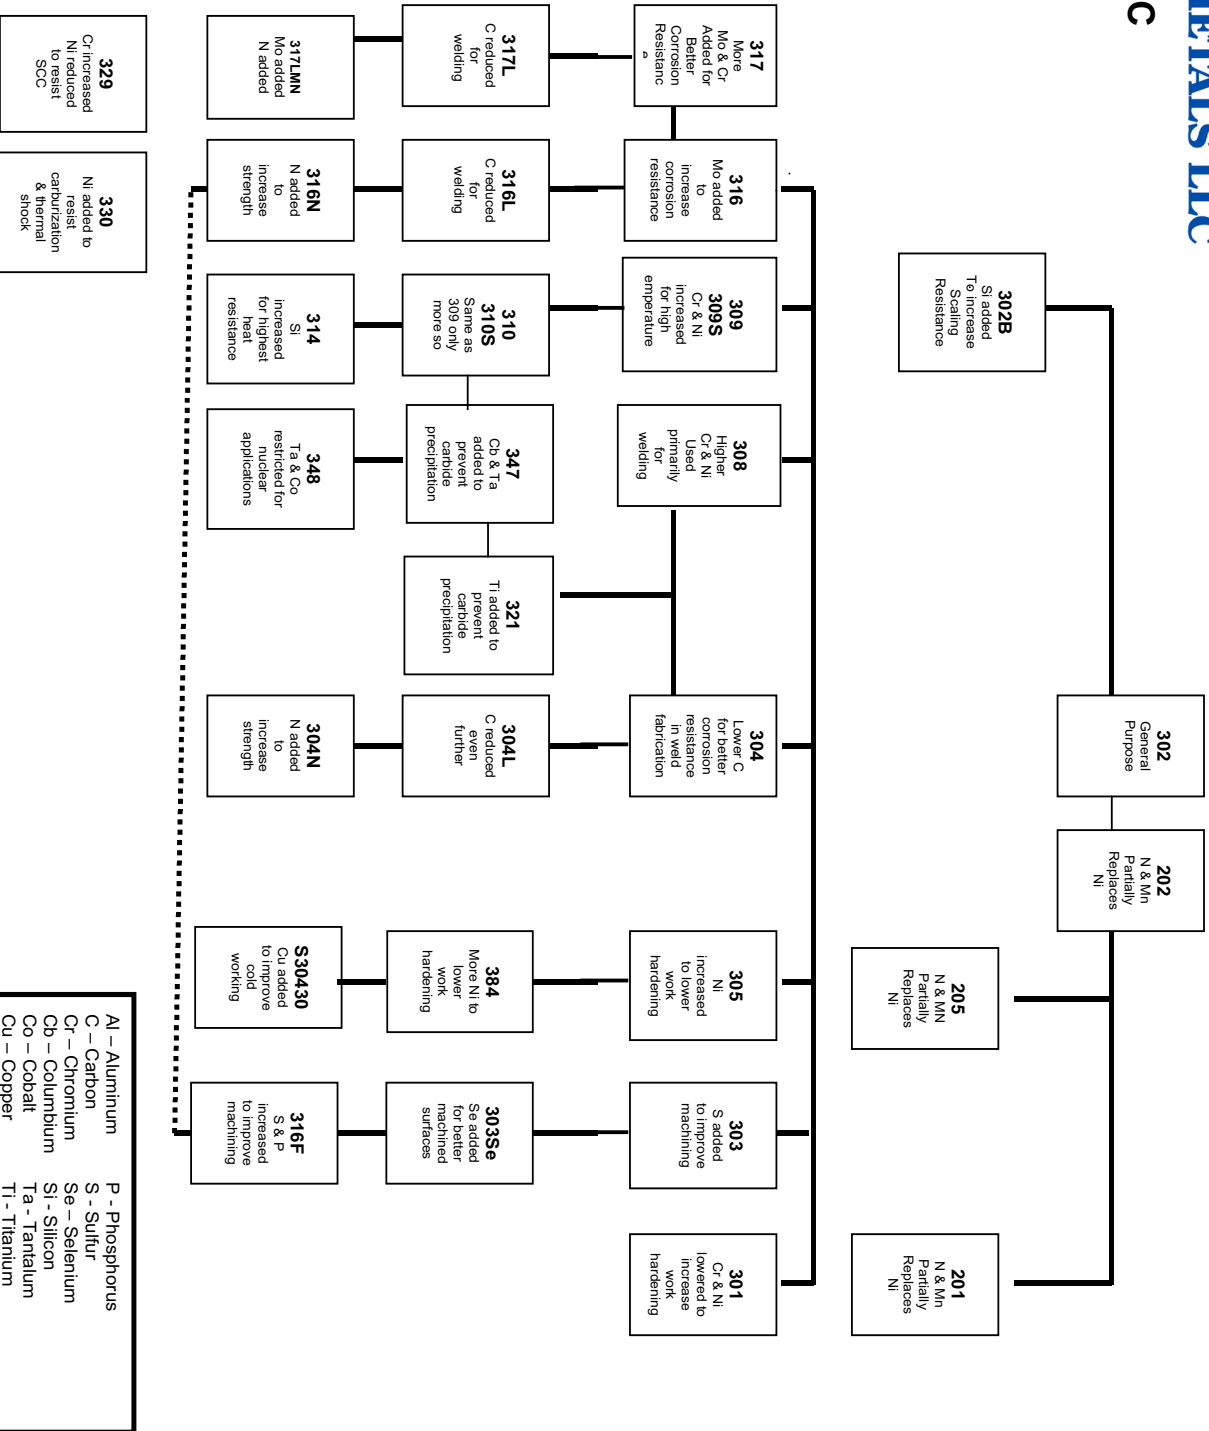 METALS LLC
C
302
General
Purpose
202
N & Mn
Partially
Replaces
Ni
302B
Si added
To increase
Scaling
Resistance
205
N & MN
Partially
Replaces
Ni
201
N & Mn
Partially
Replaces
Ni
317
More
Mo & Cr
Added for
Better
Corrosion
Resistanc
e
316
Mo added
to
increase
corrosion
resistance
309
309S
Cr & Ni
increased
for high
emperature
308
Higher
Cr & Ni
Used
primarily
for
welding
304
Lower C
for better
corrosion
resistance
in weld
fabrication
305
Ni
increased
to lower
work
hardening
303
S added
to improve
machining
301
Cr & Ni
lowered to
increase
work
hardening
317L
C reduced
for
welding
316L
C reduced
for
welding
310
310S
Same as
309 only
more so
347
Cb & Ta
added to
prevent
carbide
precipitation
321
Ti added to
prevent
carbide
precipitation
304L
C reduced
even
further
384
More Ni to
lower
work
hardening
303Se
Se added
for better
machined
surfaces
317LMN
Mo added
N added
316N
N added
to
increase
strength
314
Si
increased
for highest
heat
resistance
348
Ta & Co
restricted for
nuclear
applications
304N
N added
to
increase
strength
S30430
Cu added
to improve
cold
working
316F
S & P
increased
to improve
machining
329
Cr increased
Ni reduced
to resist
SCC
330
Ni added to
resist
carburization
& thermal
shock
Al – Aluminum P - Phosphorus
C – Carbon S - Sulfur
Cr – Chromium Se – Selenium
Cb – Columbium Si - Silicon
Co – Cobalt Ta - Tantalum
Cu – Copper Ti - Titanium